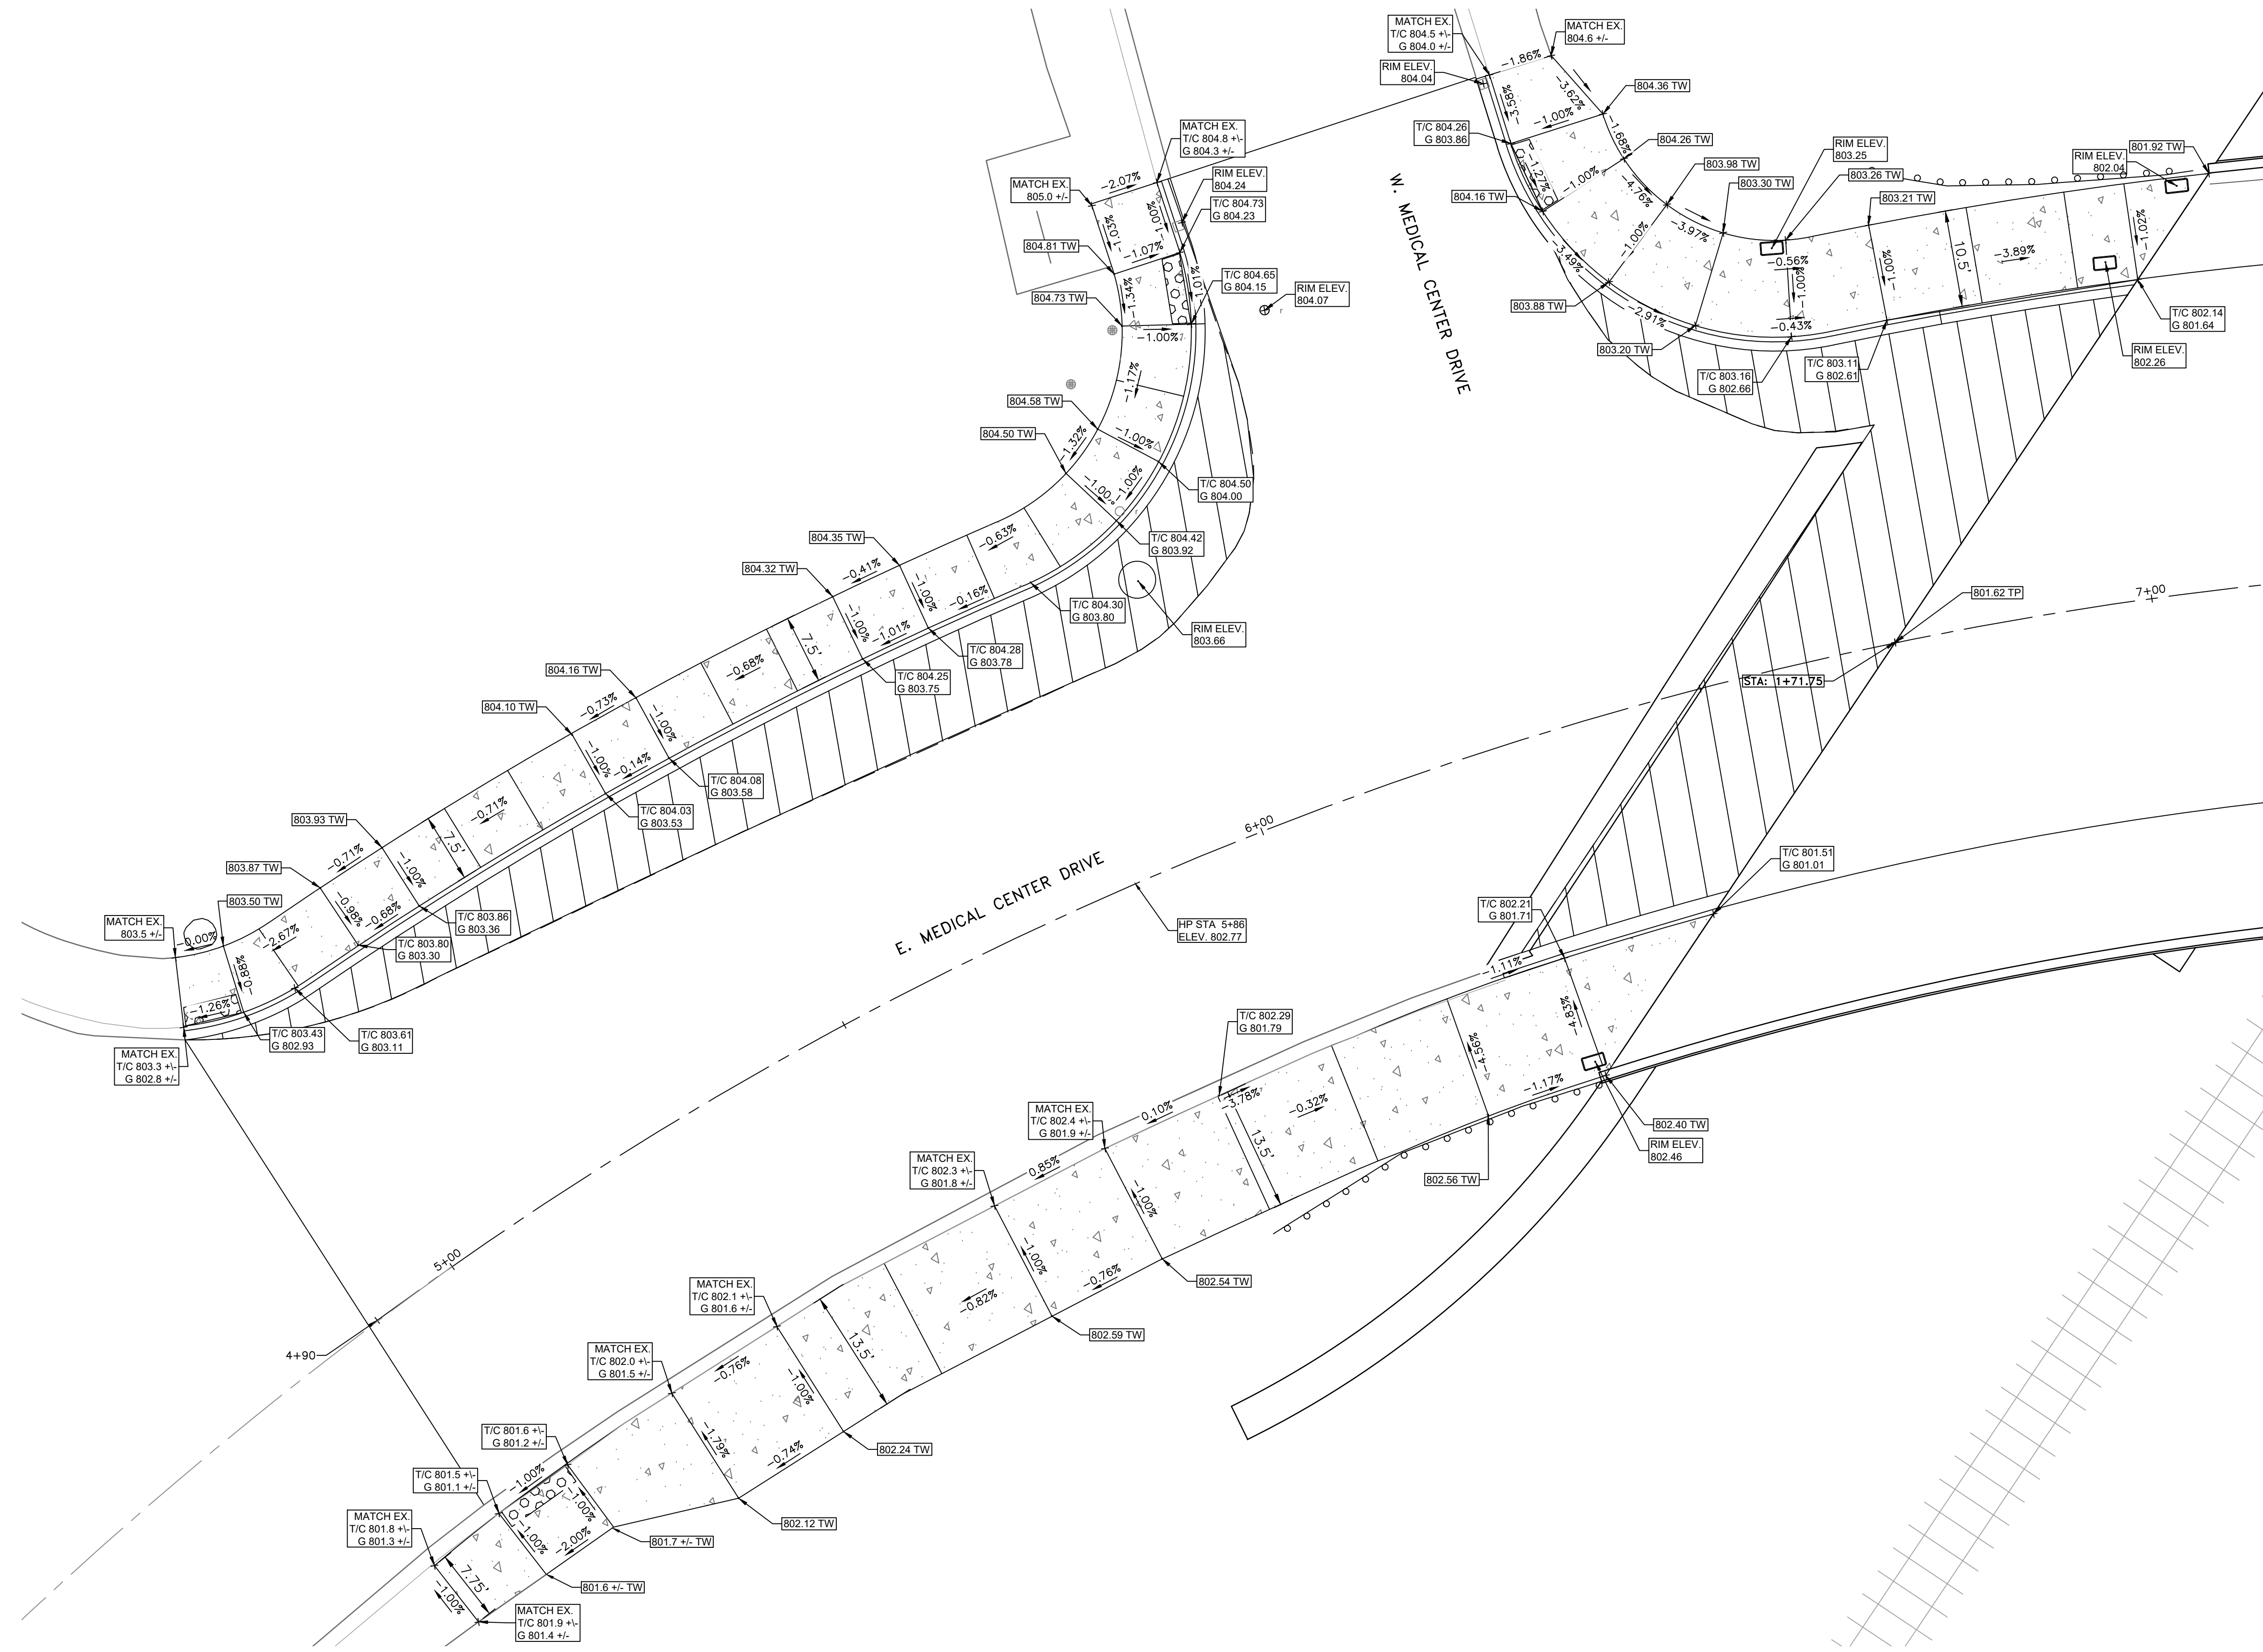 MATCH EX.
T/C 804.5 +\-
G 804.0 +/-
MATCH EX.
804.6 +/-
RIM ELEV.
804.04
-1.86%
-3.62%
-3.58%
804.36 TW
-1.00%
-1.68%
T/C 804.26
G 803.86
804.26 TW
-1.27%
-1.00%
803.98 TW
-4.76%
804.16 TW
RIM ELEV.
803.25
803.30 TW
803.26 TW
RIM ELEV.
802.04
801.92 TW
803.21 TW
-3.97%
-1.00%
-3.49%
-0.56%
-1.00%
-1.00%
10.5'
-3.89%
-1.02%
803.88 TW
-2.91%
-0.43%
803.20 TW
T/C 803.16
G 802.66
T/C 803.11
G 802.61
T/C 802.14
G 801.64
RIM ELEV.
802.26
W. MEDICAL CENTER DRIVE
MATCH EX.
T/C 804.8 +\-
G 804.3 +/-
RIM ELEV.
804.24
T/C 804.73
G 804.23
MATCH EX.
805.0 +/-
-2.07%
-1.03%
-1.00%
804.81 TW
-1.07%
-1.01%
T/C 804.65
G 804.15
804.73 TW
-1.34%
-1.00%
RIM ELEV.
804.07
-1.17%
804.58 TW
804.50 TW
-1.32%
-1.00%
-1.00%
-1.00%
T/C 804.50
G 804.00
T/C 804.42
G 803.92
804.35 TW
-0.63%
804.32 TW
-0.41%
-1.00%
-0.16%
T/C 804.30
G 803.80
RIM ELEV.
803.66
-1.00%
-1.01%
T/C 804.28
G 803.78
7.5'
T/C 804.25
G 803.75
804.16 TW
-0.68%
804.10 TW
-0.73%
-1.00%
-1.00%
-0.14%
T/C 804.08
G 803.58
T/C 804.03
G 803.53
803.93 TW
-0.71%
7.5'
803.87 TW
-0.71%
-1.00%
803.50 TW
-0.98%
-0.68%
T/C 803.86
G 803.36
MATCH EX.
803.5 +/-
-0.00%
-2.67%
T/C 803.80
G 803.30
-0.88%
-1.26%
T/C 803.43
G 802.93
T/C 803.61
G 803.11
MATCH EX.
T/C 803.3 +\-
G 802.8 +/-
801.62 TP
7+00
STA: 1+71.75
6+00
E. MEDICAL CENTER DRIVE
HP STA 5+86
ELEV. 802.77
5+00
4+90
T/C 801.51
G 801.01
T/C 802.21
G 801.71
-1.11%
-4.83%
T/C 802.29
G 801.79
-4.56%
-1.17%
802.40 TW
RIM ELEV.
802.46
802.56 TW
-3.78%
-0.32%
13.5'
MATCH EX.
T/C 802.4 +\-
G 801.9 +/-
0.10%
MATCH EX.
T/C 802.3 +\-
G 801.8 +/-
0.85%
-1.00%
-1.00%
-0.76%
802.54 TW
-0.82%
802.59 TW
MATCH EX.
T/C 802.1 +\-
G 801.6 +/-
13.5'
MATCH EX.
T/C 802.0 +\-
G 801.5 +/-
-0.76%
-1.00%
-1.79%
-0.74%
802.24 TW
T/C 801.6 +\-
G 801.2 +/-
802.12 TW
T/C 801.5 +\-
G 801.1 +/-
-1.00%
-1.00%
-1.00%
-2.00%
801.7 +/- TW
MATCH EX.
T/C 801.8 +\-
G 801.3 +/-
7.75'
801.6 +/- TW
-1.00%
MATCH EX.
T/C 801.9 +\-
G 801.4 +/-